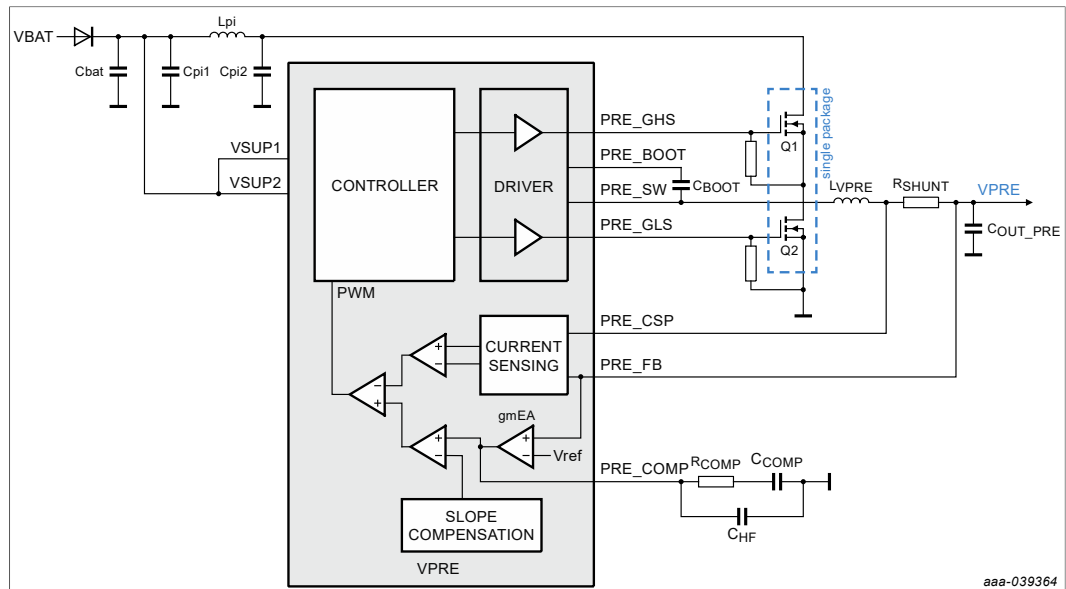 VBAT
Lpi
Cbat
Cpi1
Cpi2
VSUP1
VSUP2
CONTROLLER
DRIVER
PWM
PRE_GHS
PRE_BOOT
PRE_SW
PRE_GLS
CBOOT
Q1
Q2
single package
LVPRE
RSHUNT
VPRE
COUT_PRE
CURRENT
SENSING
+
−
PRE_CSP
PRE_FB
−
+
gmEA
+
−
Vref
+
−
PRE_COMP
RCOMP
CCOMP
CHF
SLOPE
COMPENSATION
VPRE
aaa-039364